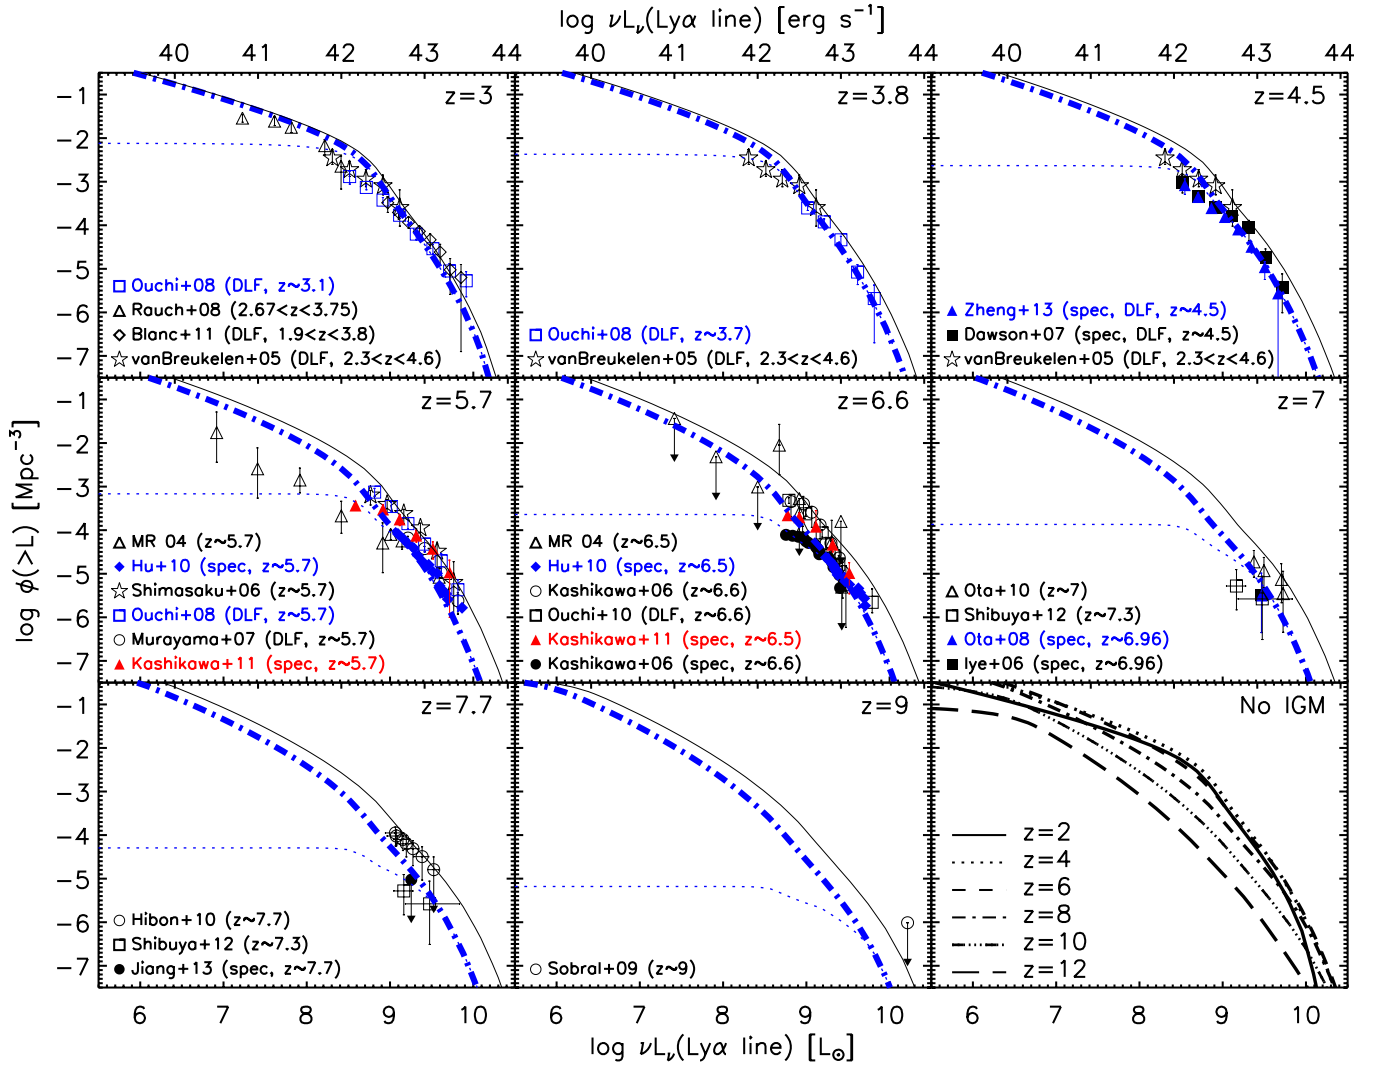 log νLν(Lyα line) [erg s⁻¹]
40 41 42 43 44
40 41 42 43 44
40 41 42 43 44
−1
−2
−3
−4
−5
−6
−7
z=3
Ouchi+08 (DLF, z~3.1)
Rauch+08 (2.67<z<3.75)
Blanc+11 (DLF, 1.9<z<3.8)
vanBreukelen+05 (DLF, 2.3<z<4.6)
z=3.8
Ouchi+08 (DLF, z~3.7)
vanBreukelen+05 (DLF, 2.3<z<4.6)
z=4.5
Zheng+13 (spec, DLF, z~4.5)
Dawson+07 (spec, DLF, z~4.5)
vanBreukelen+05 (DLF, 2.3<z<4.6)
log φ(>L) [Mpc⁻³]
−1
−2
−3
−4
−5
−6
−7
z=5.7
MR 04 (z~5.7)
Hu+10 (spec, z~5.7)
Shimasaku+06 (z~5.7)
Ouchi+08 (DLF, z~5.7)
Murayama+07 (DLF, z~5.7)
Kashikawa+11 (spec, z~5.7)
z=6.6
MR 04 (z~6.5)
Hu+10 (spec, z~6.5)
Kashikawa+06 (z~6.6)
Ouchi+10 (DLF, z~6.6)
Kashikawa+11 (spec, z~6.5)
Kashikawa+06 (spec, z~6.6)
z=7
Ota+10 (z~7)
Shibuya+12 (z~7.3)
Ota+08 (spec, z~6.96)
Iye+06 (spec, z~6.96)
−1
−2
−3
−4
−5
−6
−7
z=7.7
Hibon+10 (z~7.7)
Shibuya+12 (z~7.3)
Jiang+13 (spec, z~7.7)
z=9
Sobral+09 (z~9)
No IGM
z=2
z=4
z=6
z=8
z=10
z=12
6 7 8 9 10
6 7 8 9 10
6 7 8 9 10
log νLν(Lyα line) [L⊙]